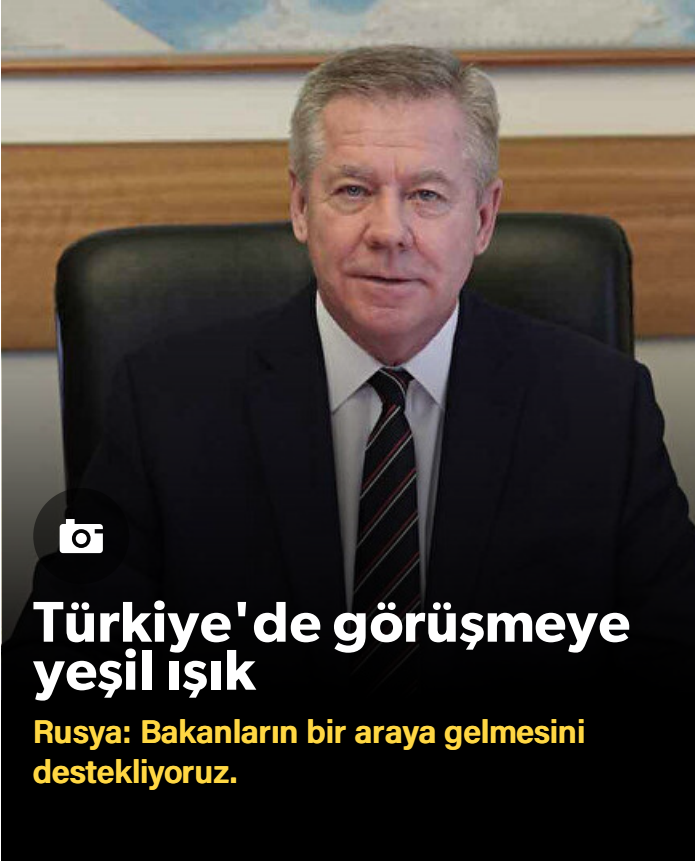 Türkiye'de görüşmeye
yeşil ışık
Rusya: Bakanların bir araya gelmesini
destekliyoruz.